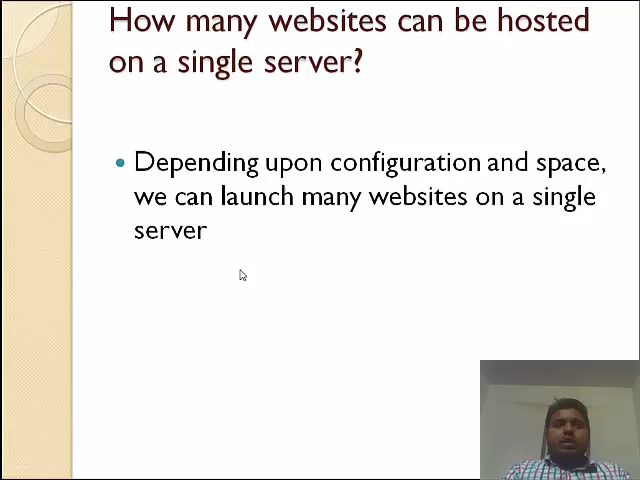 How many websites can be hosted
on a single server?
Depending upon configuration and space,
we can launch many websites on a single
server